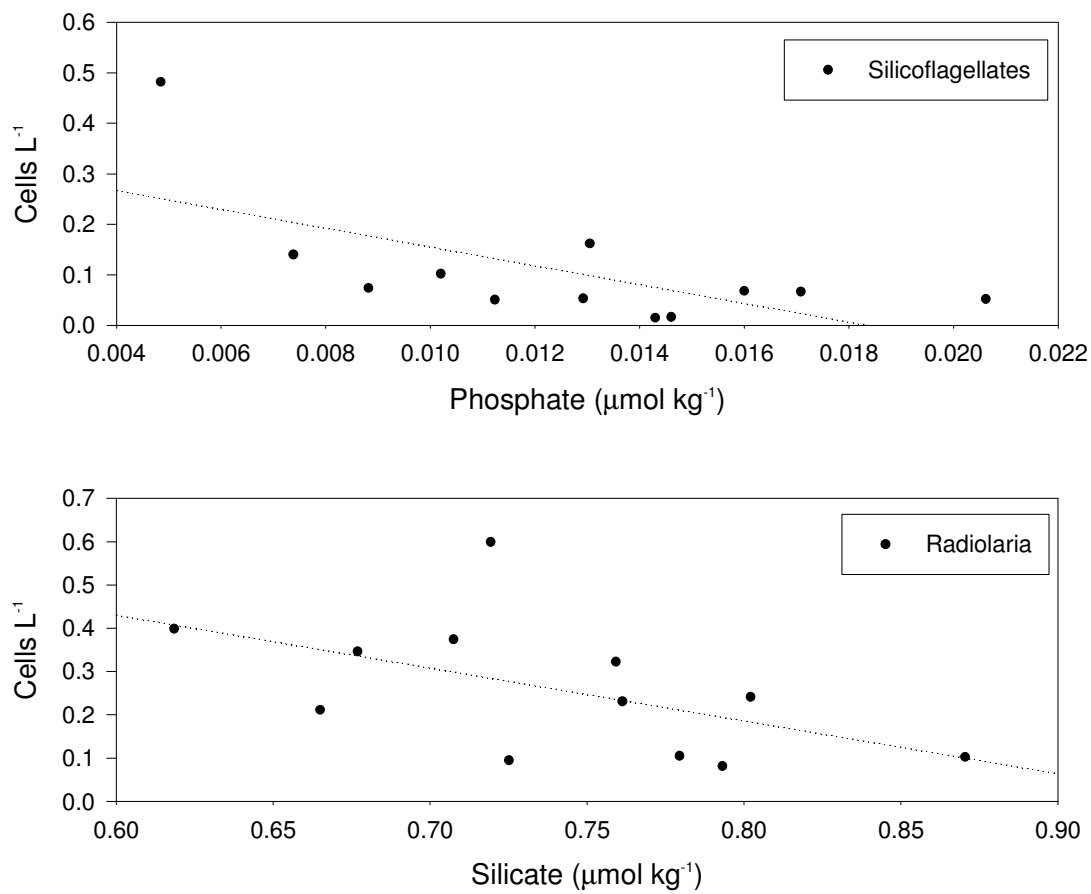 0.6
0.5
0.4
0.3
0.2
0.1
0.0
Cells L⁻¹
Silicoflagellates
0.004 0.006 0.008 0.010 0.012 0.014 0.016 0.018 0.020 0.022
Phosphate (μmol kg⁻¹)
0.7
0.6
0.5
0.4
0.3
0.2
0.1
0.0
Cells L⁻¹
Radiolaria
0.60 0.65 0.70 0.75 0.80 0.85 0.90
Silicate (μmol kg⁻¹)